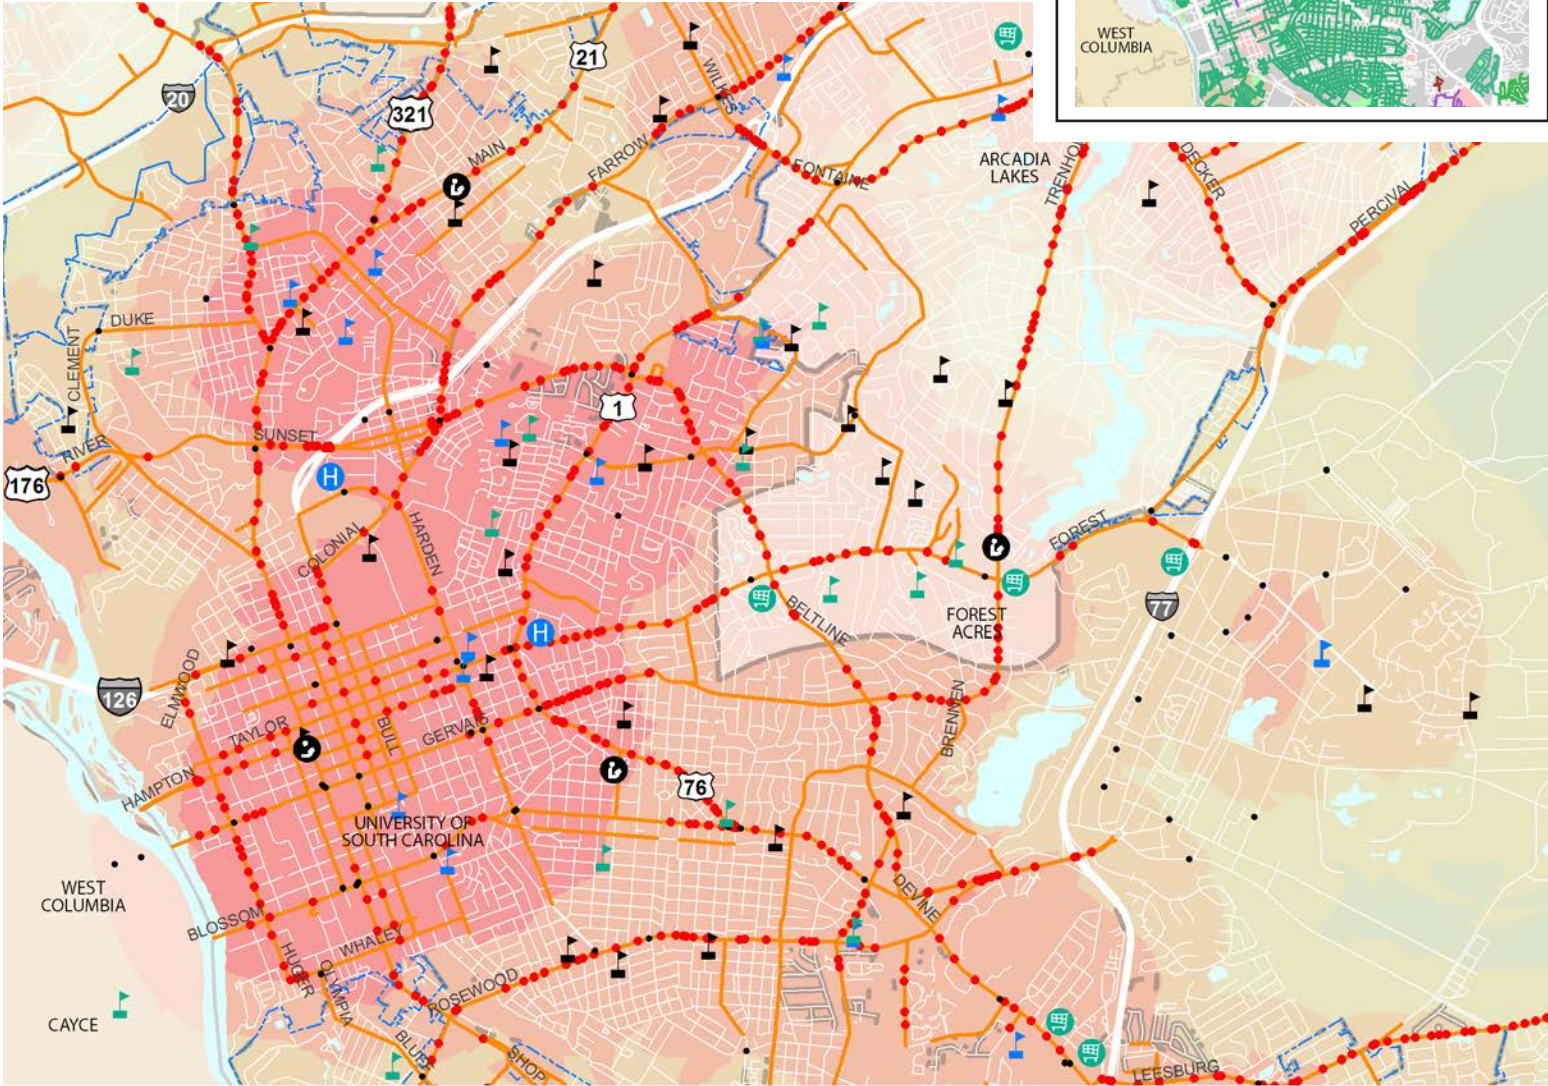 WEST
COLUMBIA
21
WILKES
20
321
MAIN
FARROW
FONTAINE
ARCADIA
LAKES
TRENHOL
DECKER
PERCIVAL
DUKE
CLEMENT
1
SUNSET
RIVER
H
176
HARDEN
COLONIAL
FOREST
77
BELTLINE
FOREST
ACRES
H
126
ELMWOOD
TAYLOR
BULL
GERVAIS
BRENNEN
HAMPTON
76
UNIVERSITY OF
SOUTH CAROLINA
WEST
COLUMBIA
DEVINE
BLOSSOM
WHALEY
HUGER
OLYMPIA
ROSEWOOD
CAYCE
BLUFF
SHOP
LEESBURG